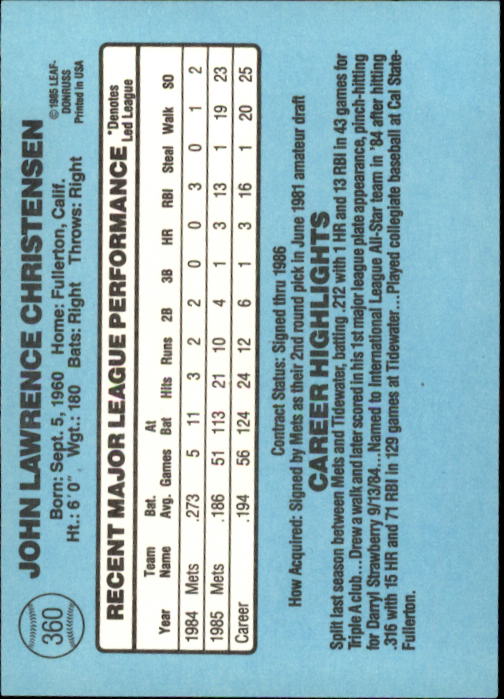 360
JOHN LAWRENCE CHRISTENSEN
Born: Sept. 5, 1960 Home: Fullerton, Calif.
Ht.: 6'0" Wgt.: 180 Bats: Right Throws: Right
© 1985 LEAF-
DONRUSS
Printed in USA
RECENT MAJOR LEAGUE PERFORMANCE *Denotes
Led League
Team Bat. At
Year Name Avg. Games Bat Hits Runs 2B 3B HR RBI Steal Walk SO
1984 Mets .273 5 11 3 2 2 0 0 3 0 1 2
1985 Mets .186 51 113 21 10 4 1 3 13 1 19 23
Career .194 56 124 24 12 6 1 3 16 1 20 25
Contract Status: Signed thru 1986
How Acquired: Signed by Mets as their 2nd round pick in June 1981 amateur draft
CAREER HIGHLIGHTS
Split last season between Mets and Tidewater, batting .212 with 1 HR and 13 RBI in 43 games for
Triple A club...Drew a walk and later scored in his 1st major league plate appearance, pinch-hitting
for Darryl Strawberry 9/13/84...Named to International League All-Star team in '84 after hitting
.316 with 15 HR and 71 RBI in 129 games at Tidewater...Played collegiate baseball at Cal State-
Fullerton.